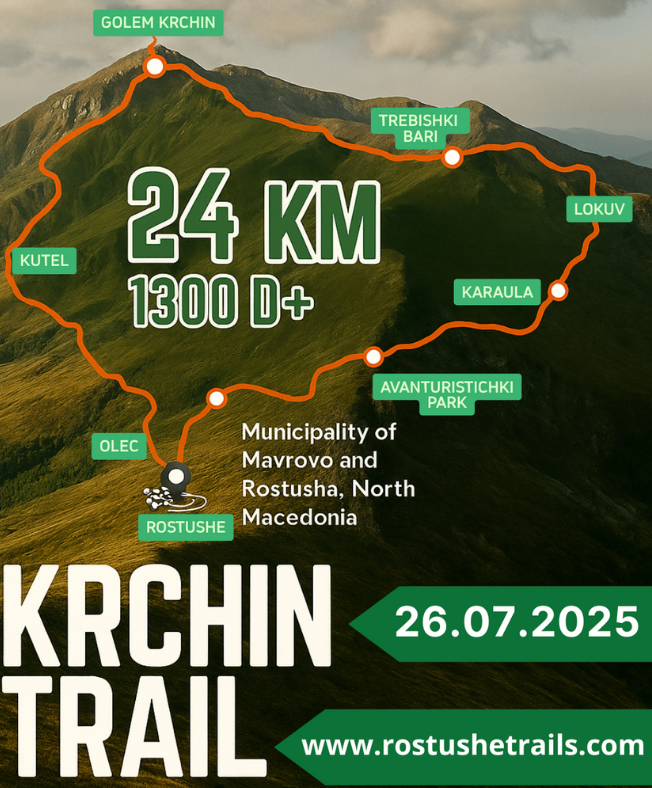 GOLEM KRCHIN
TREBISHKI
BARI
24 KM
LOKUV
KUTEL
1300 D+
KARAULA
AVANTURISTICHKI
PARK
OLEC
Municipality of
Mavrovo and
Rostusha, North
Macedonia
ROSTUSHE
KRCHIN
TRAIL
26.07.2025
www.rostushetrails.com